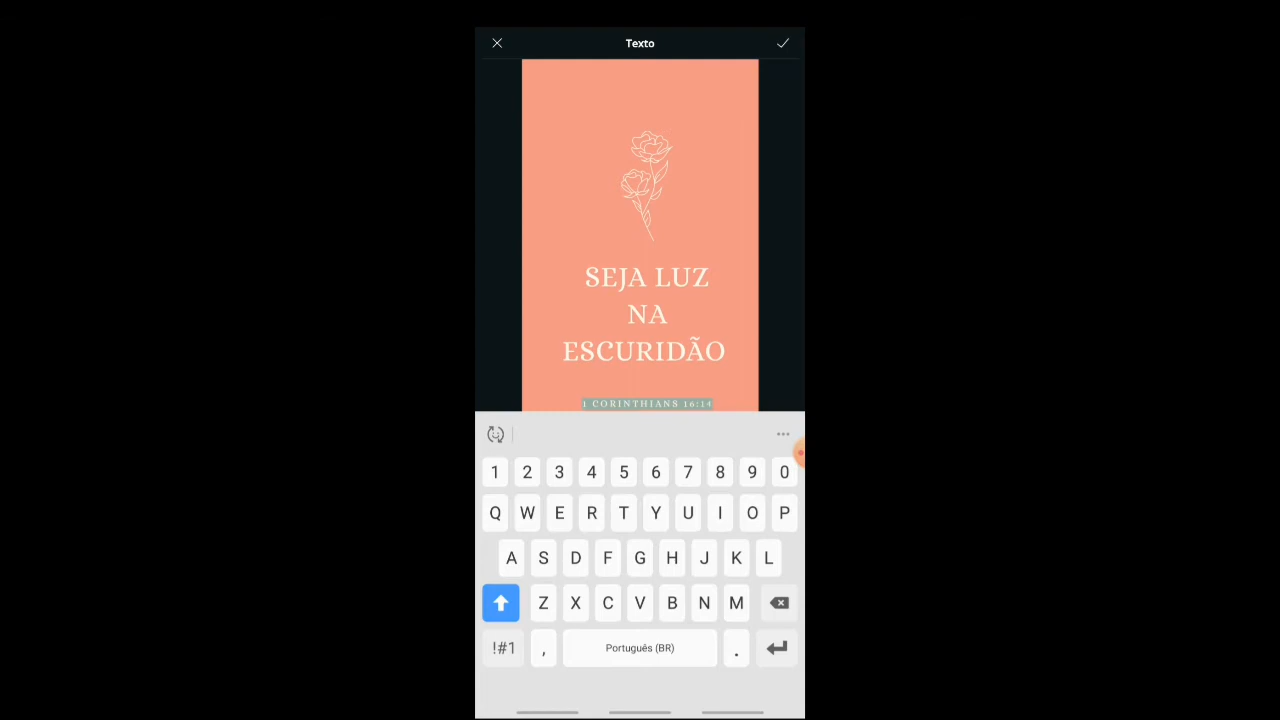 Texto
SEJA LUZ
NA
ESCURIDÃO
1 CORINTHIANS 16:14
1 2 3 4 5 6 7 8 9 0
Q W E R T Y U I O P
A S D F G H J K L
Z X C V B N M
!#1 , Português (BR) .